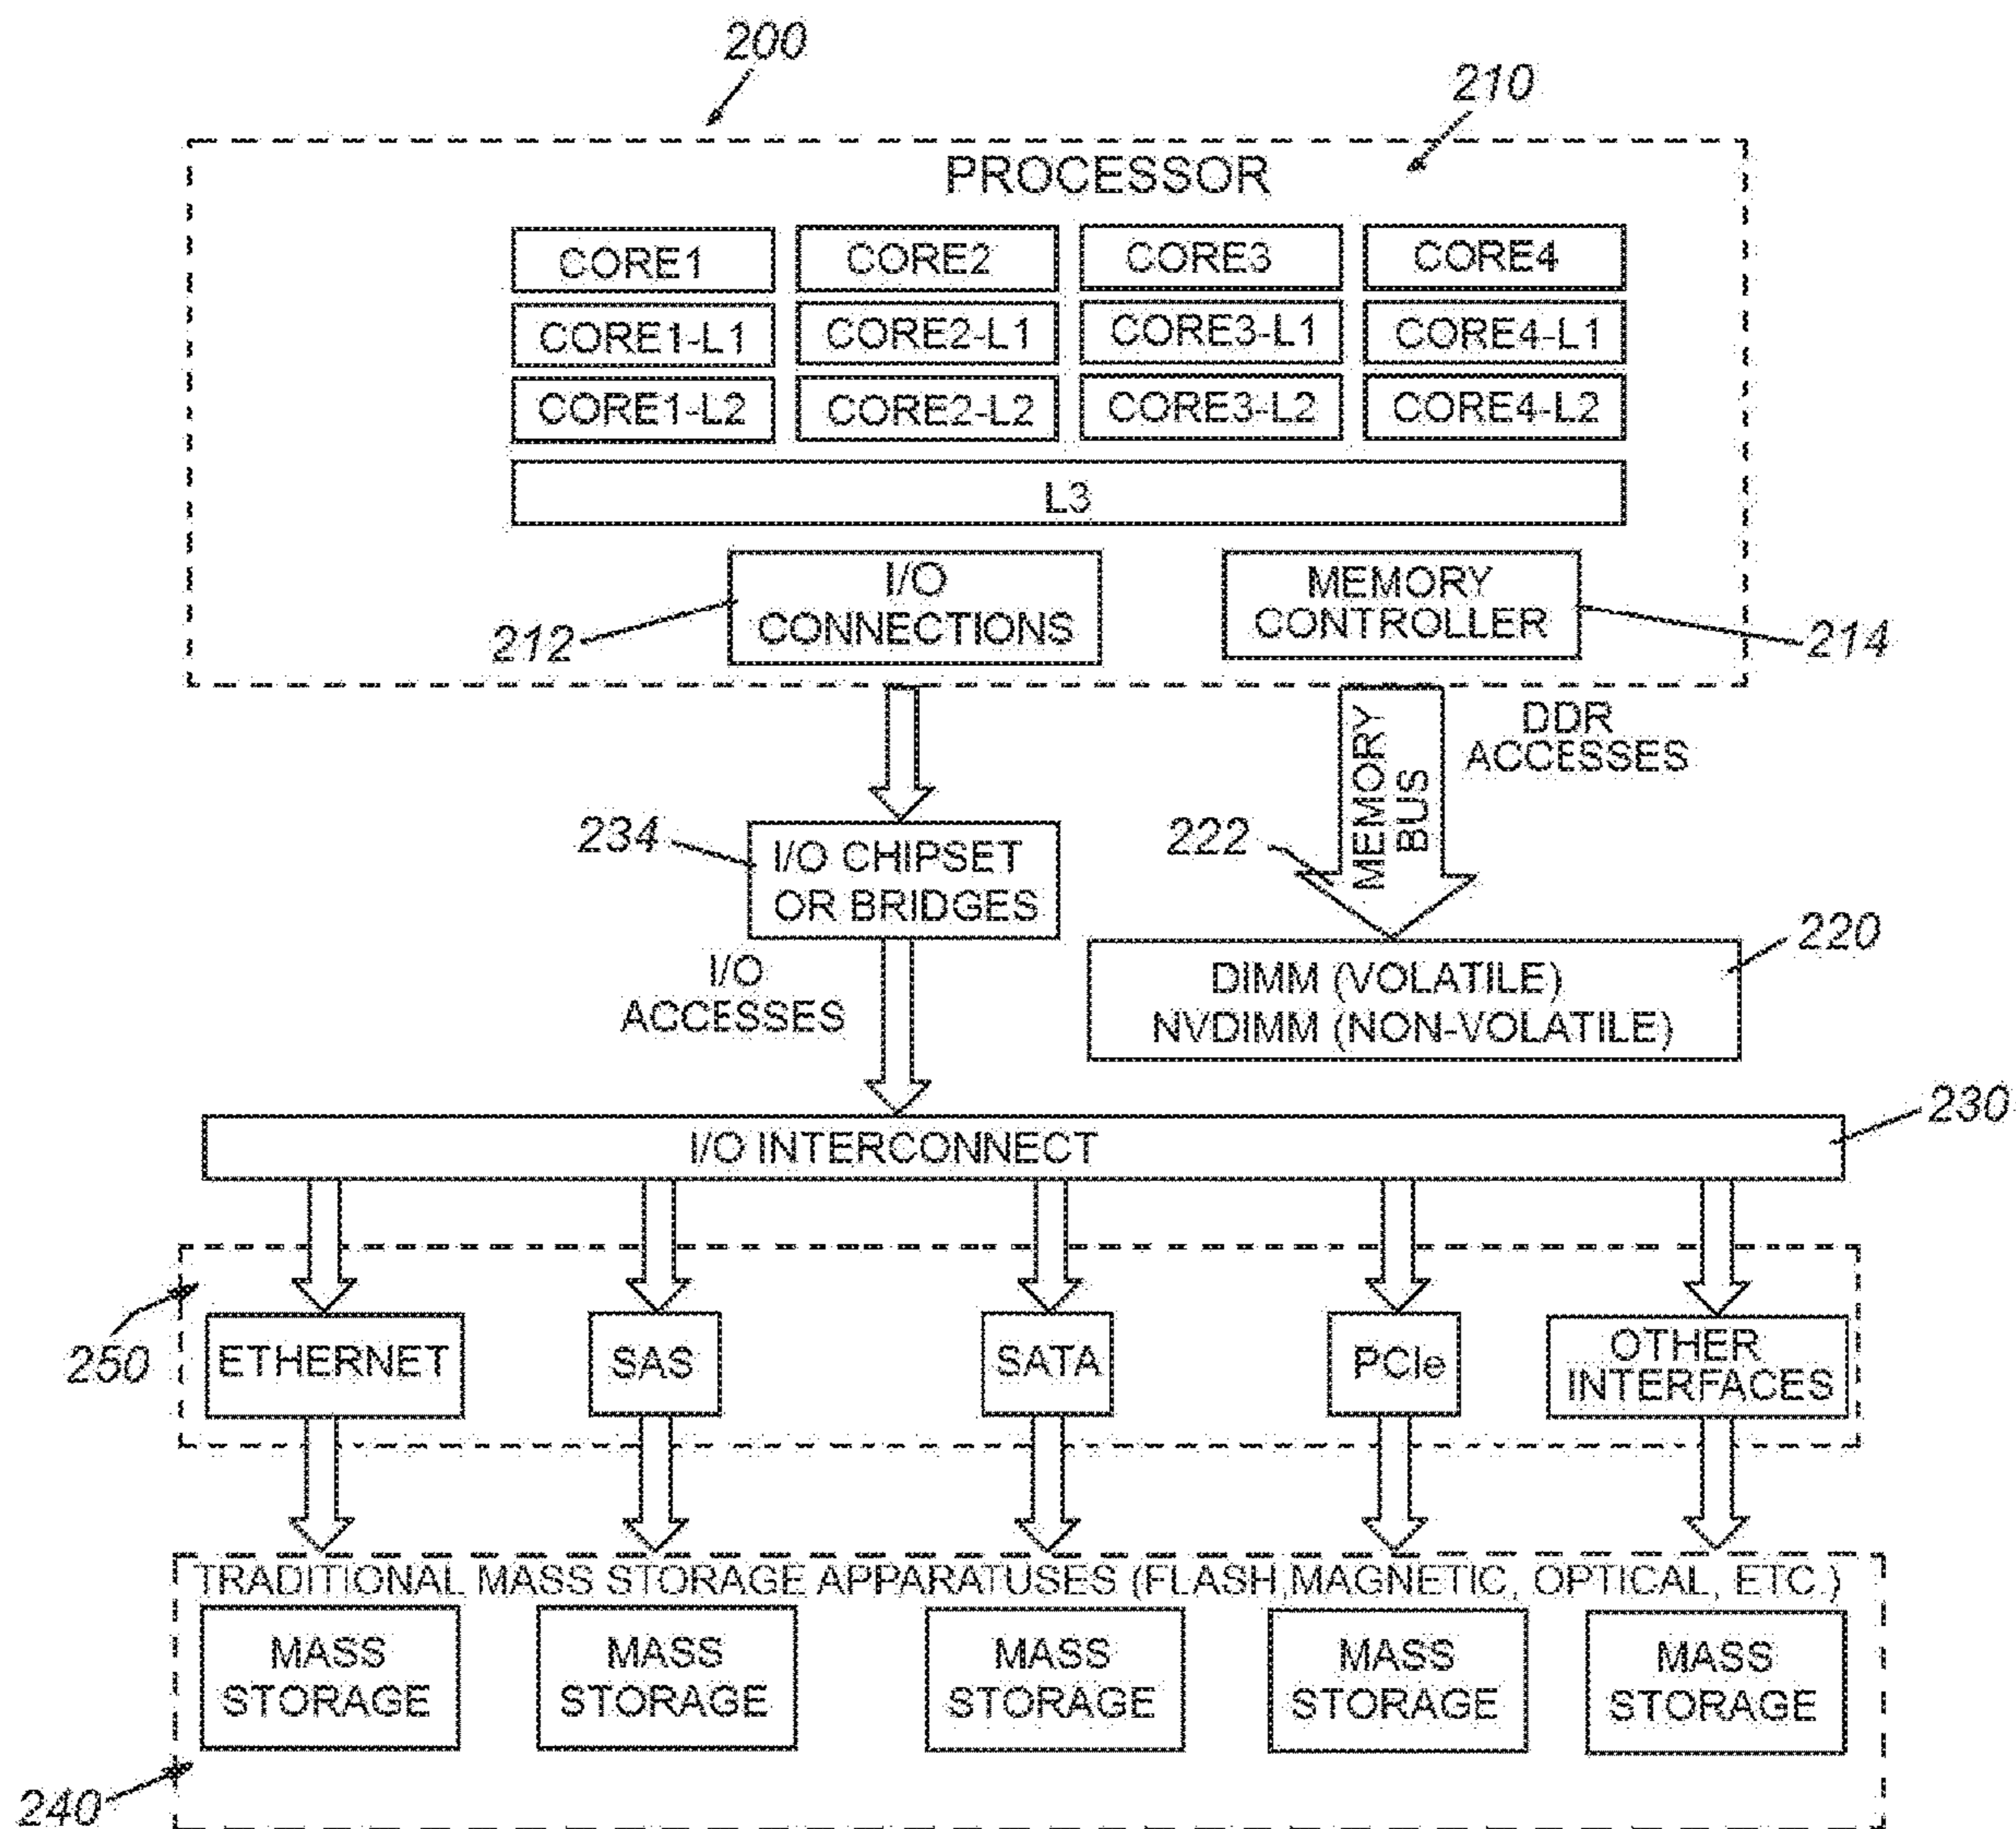 200
210
PROCESSOR
CORE1 CORE2 CORE3 CORE4
CORE1-L1 CORE2-L1 CORE3-L1 CORE4-L1
CORE1-L2 CORE2-L2 CORE3-L2 CORE4-L2
L3
I/O
CONNECTIONS
MEMORY
CONTROLLER
212
214
MEMORY
BUS
DDR
ACCESSES
234
I/O CHIPSET
OR BRIDGES
222
220
I/O
ACCESSES
DIMM (VOLATILE)
NVDIMM (NON-VOLATILE)
230
I/O INTERCONNECT
250
ETHERNET
SAS
SATA
PCIe
OTHER
INTERFACES
TRADITIONAL MASS STORAGE APPARATUSES (FLASH,MAGNETIC, OPTICAL, ETC.)
MASS
STORAGE
MASS
STORAGE
MASS
STORAGE
MASS
STORAGE
MASS
STORAGE
240